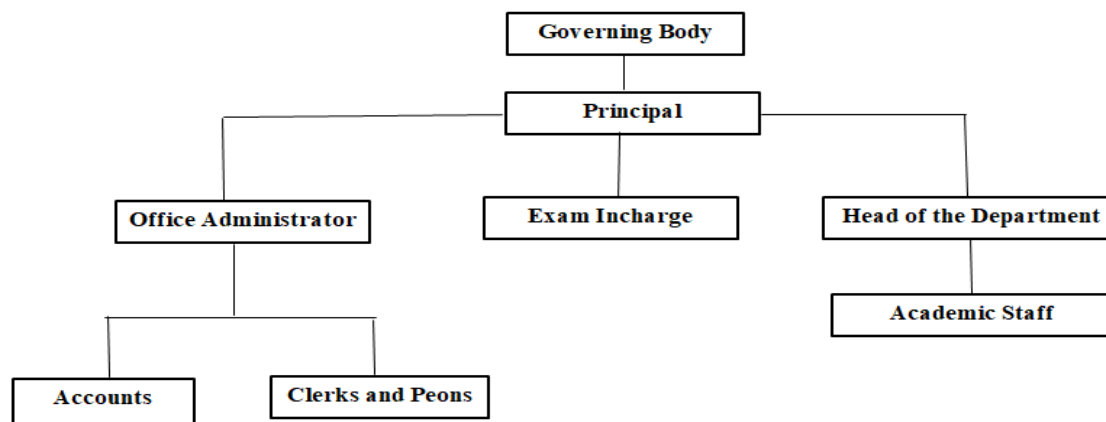 Governing Body
Principal
Office Administrator
Exam Incharge
Head of the Department
Academic Staff
Accounts
Clerks and Peons